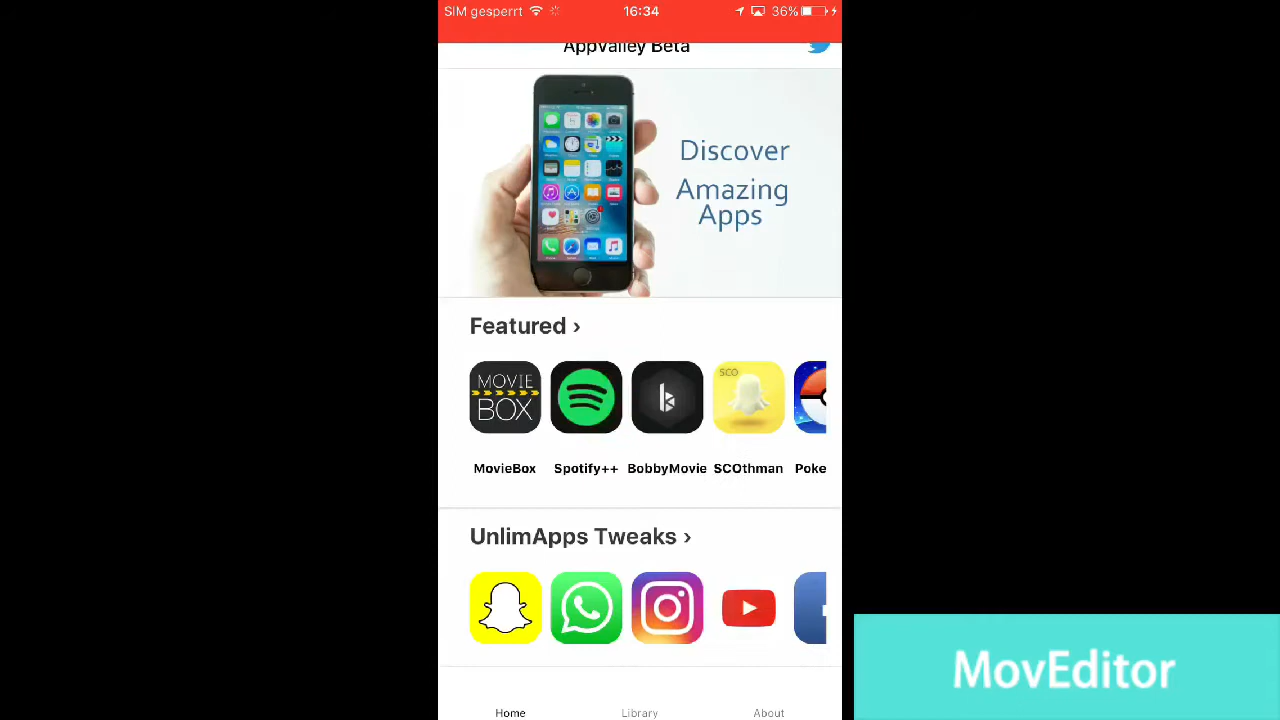 SIM gesperrt 16:34 36%
AppValley Beta
Discover
Amazing
Apps
Featured ›
MOVIE
BOX
SCO
MovieBox Spotify++ BobbyMovie SCOthman Poke
UnlimApps Tweaks ›
MovEditor
Home Library About